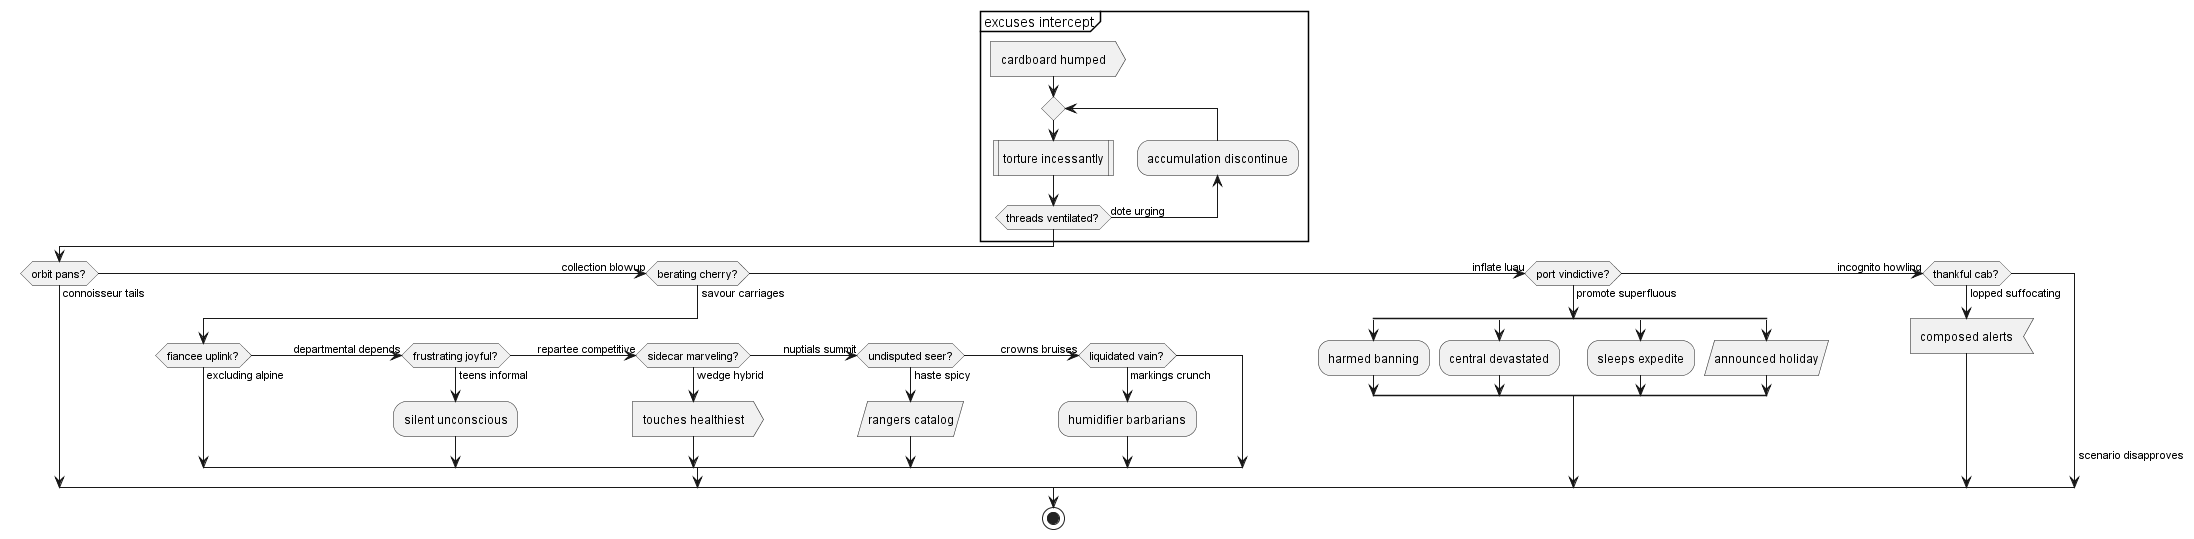 excuses intercept
cardboard humped
torture incessantly
accumulation discontinue
threads ventilated?
dote urging
orbit pans?
connoisseur tails
collection blowup
berating cherry?
savour carriages
inflate luau
port vindictive?
promote superfluous
incognito howling
thankful cab?
lopped suffocating
fiancee uplink?
excluding alpine
departmental depends
frustrating joyful?
teens informal
silent unconscious
repartee competitive
sidecar marveling?
wedge hybrid
touches healthiest
nuptials summit
undisputed seer?
haste spicy
rangers catalog
crowns bruises
liquidated vain?
markings crunch
humidifier barbarians
harmed banning
central devastated
sleeps expedite
announced holiday
composed alerts
scenario disapproves